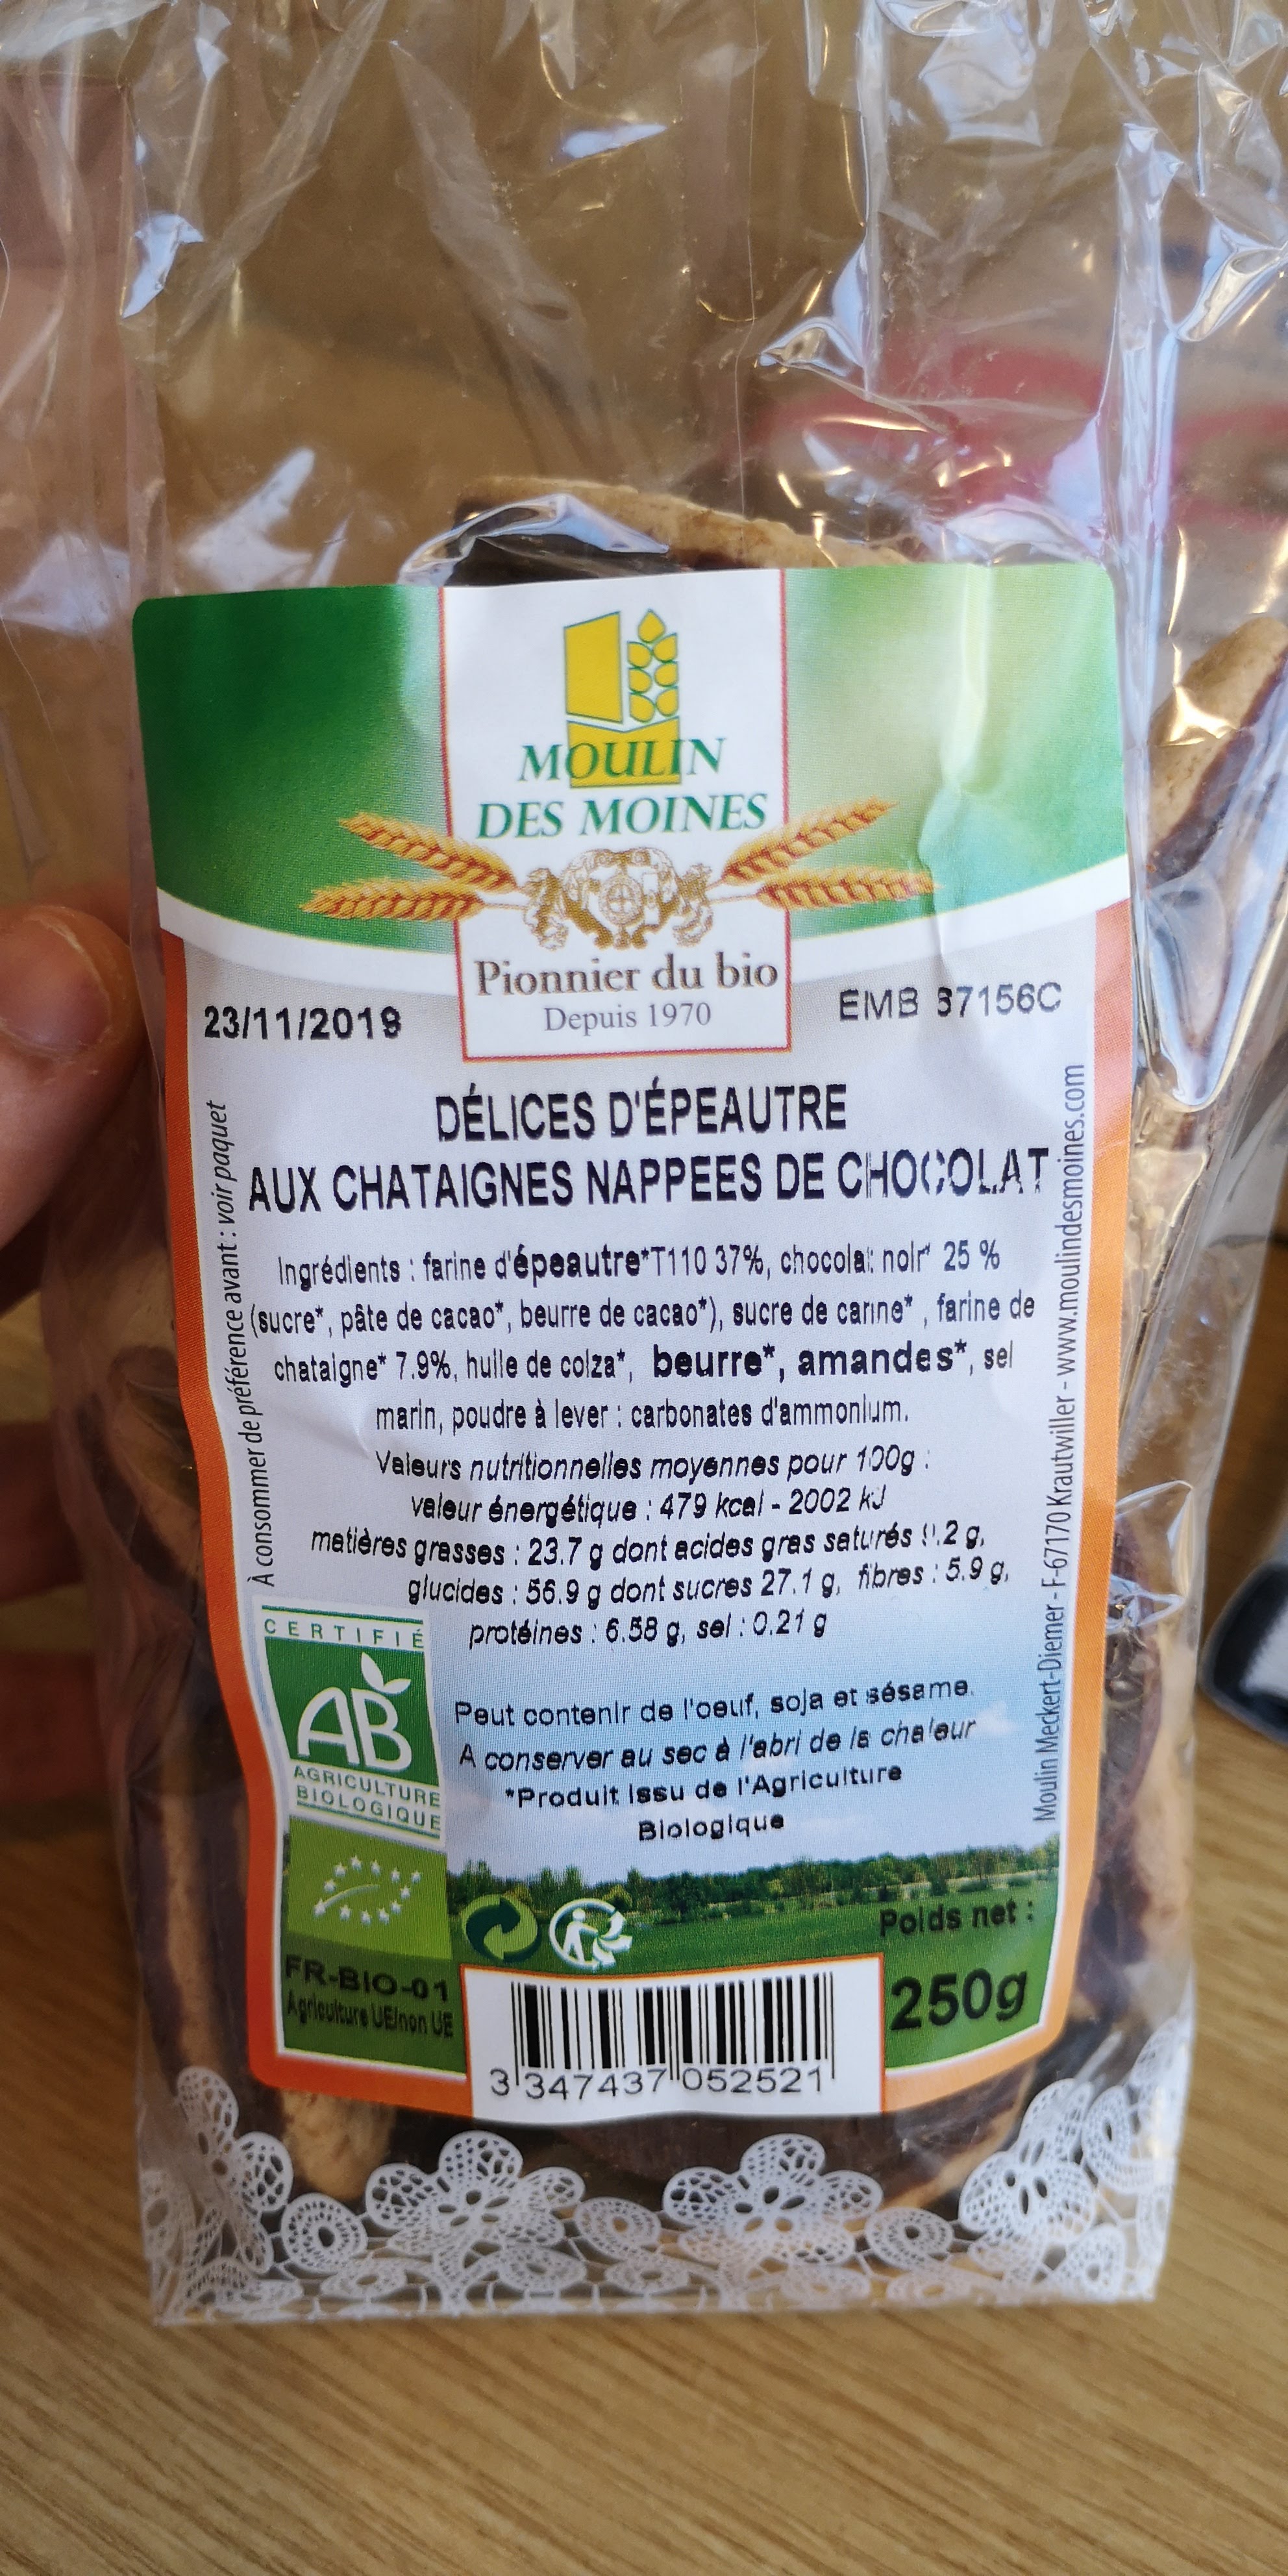 MOULIN
DES MOINES
Pionnier du bio
Depuis 1970
23/11/2019
EMB 67156C
DÉLICES D'ÉPEAUTRE
AUX CHATAIGNES NAPPEES DE CHOCOLAT
Ingrédients : farine d'épeautre*T110 37%, chocolat noir* 25 %
(sucre*, pâte de cacao*, beurre de cacao*), sucre de canne* , farine de
chataigne* 7.9%, huile de colza*, beurre*, amandes*, sel
marin, poudre à lever : carbonates d'ammonium.
Valeurs nutritionnelles moyennes pour 100g :
valeur énergétique : 479 kcal - 2002 kJ
matières grasses : 23.7 g dont acides gras saturés 9.2 g,
glucides : 56.9 g dont sucres 27.1 g, fibres : 5.9 g,
protéines : 6.58 g, sel : 0.21 g
Peut contenir de l'oeuf, soja et sésame.
A conserver au sec à l'abri de la chaleur
*Produit issu de l'Agriculture
Biologique
À consommer de préférence avant : voir paquet
Moulin Meckert-Diemer - F-67170 Krautwiller - www.moulindesmoines.com
CERTIFIÉ
AB
AGRICULTURE
BIOLOGIQUE
FR-BIO-01
Agriculture UE/non UE
Poids net :
250g
3 347437 052521